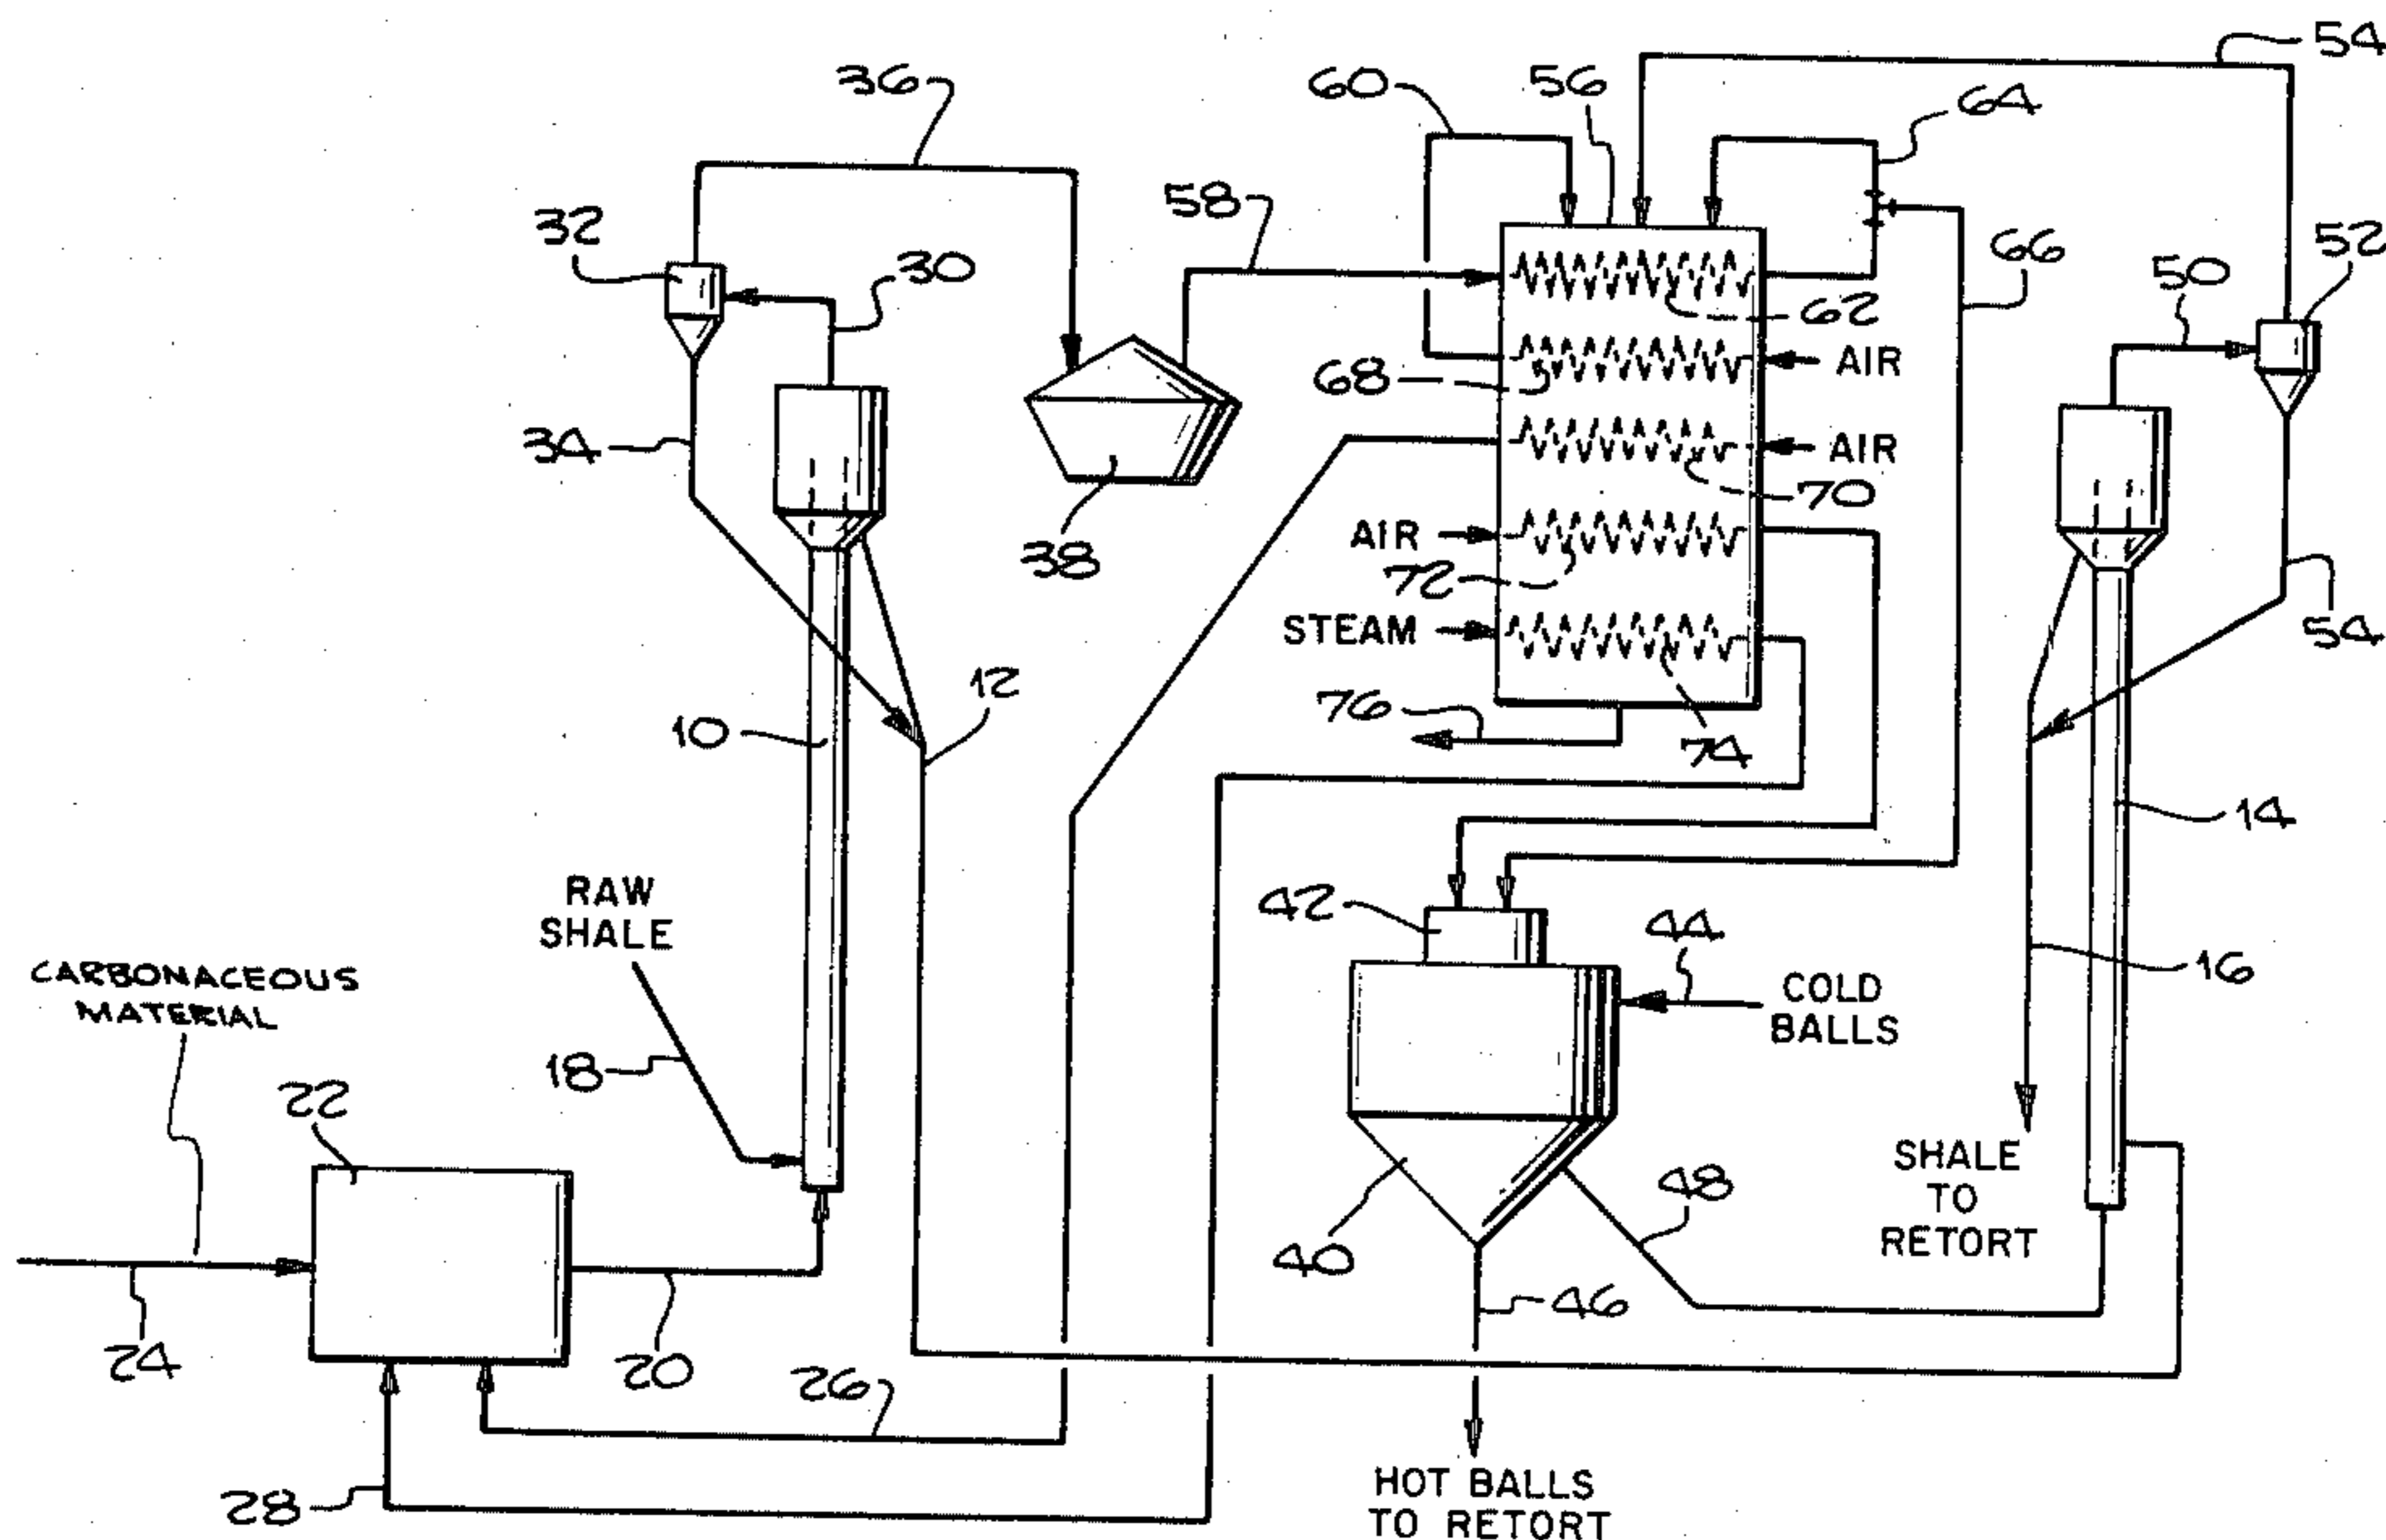 54
36
60
56
64
58
32
30
66
52
50
62
AIR
68
34
AIR
70
38
AIR
72
STEAM
54
12
76
10
74
14
RAW
SHALE
42
44
16
CARBONACEOUS
MATERIAL
COLD
BALLS
18
22
SHALE
TO
RETORT
48
40
46
24
20
26
28
HOT BALLS
TO RETORT